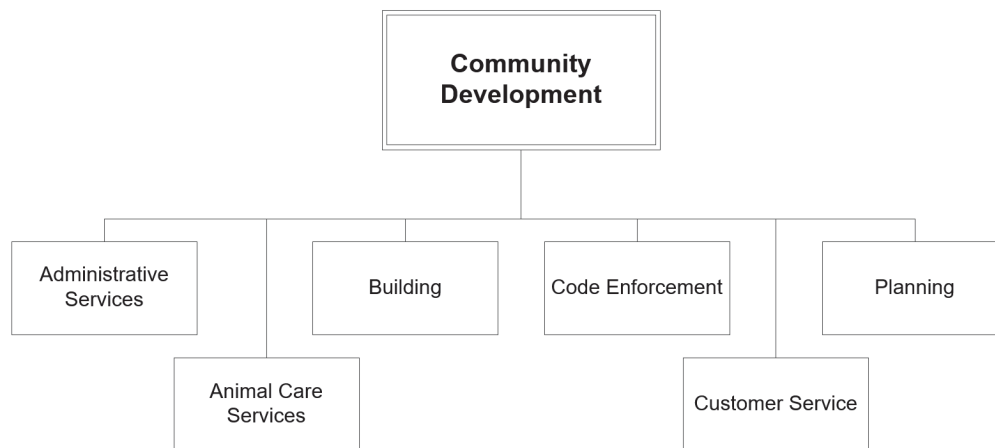 Community
Development
Administrative
Services
Building
Code Enforcement
Planning
Animal Care
Services
Customer Service